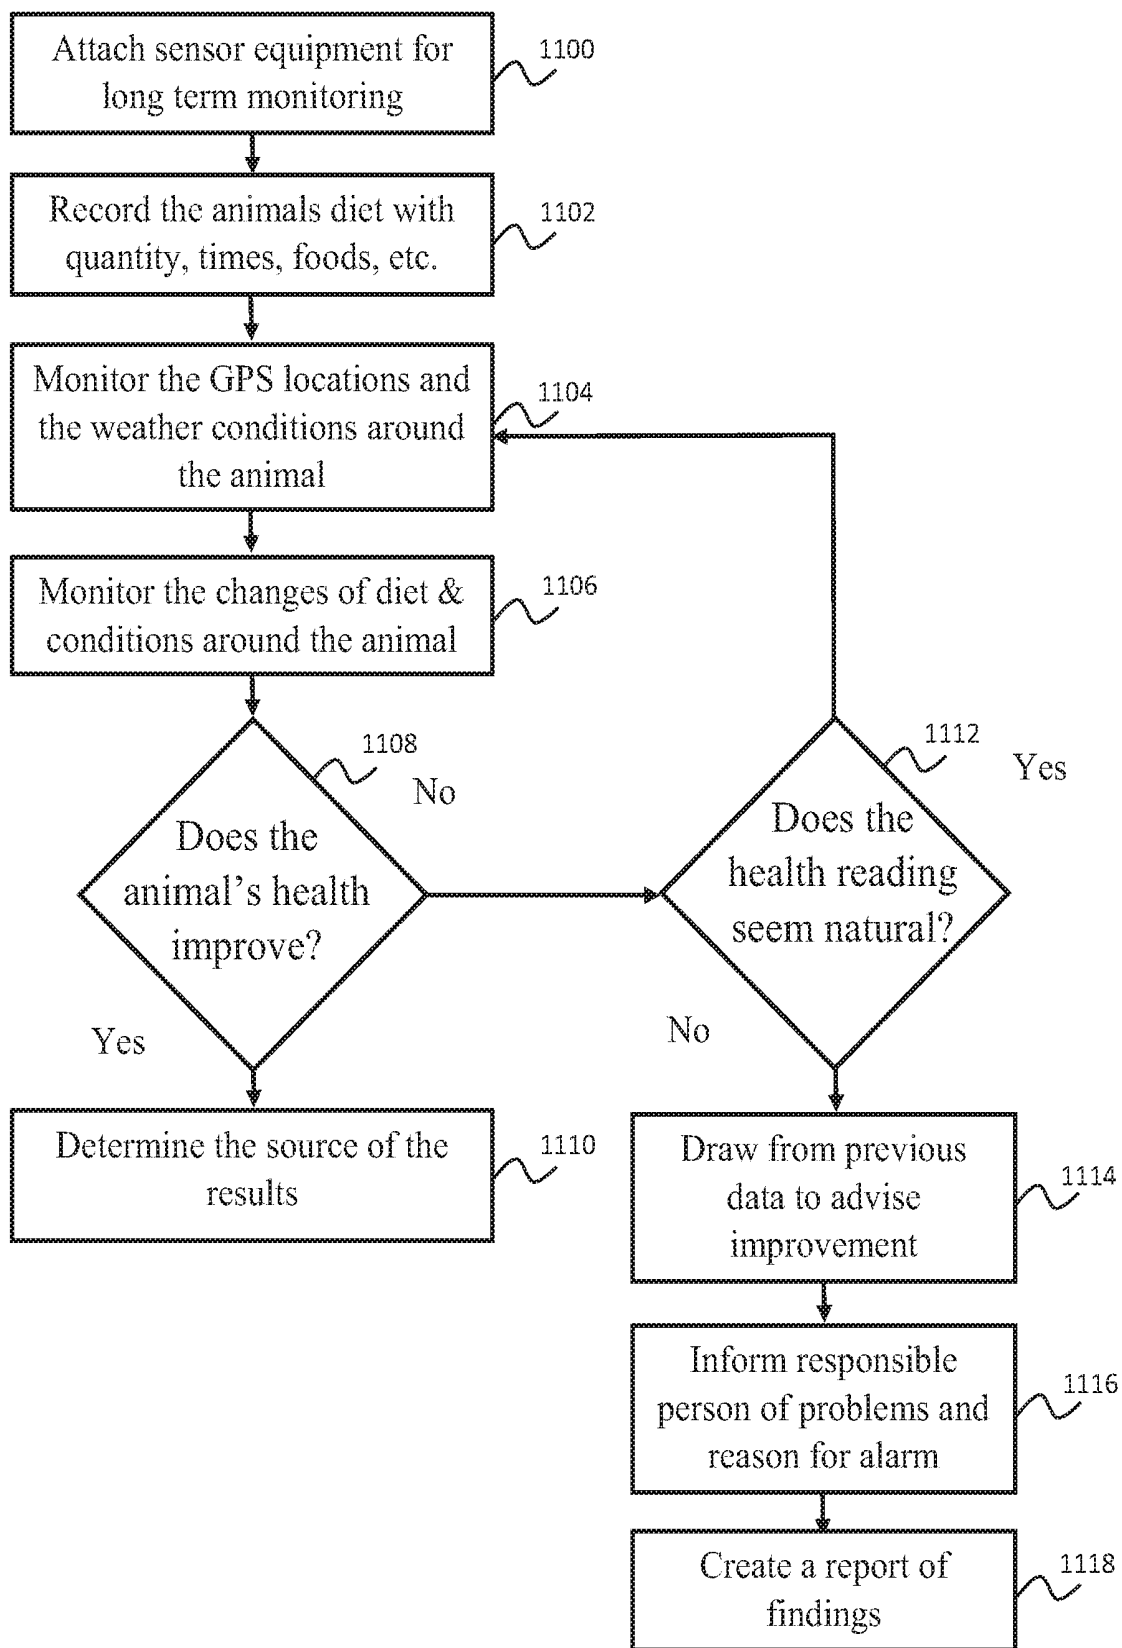 Attach sensor equipment for
long term monitoring
1100
Record the animals diet with
quantity, times, foods, etc.
1102
Monitor the GPS locations and
the weather conditions around
the animal
1104
Monitor the changes of diet &
conditions around the animal
1106
1108
No
Does the
animal's health
improve?
Yes
1112
Yes
Does the
health reading
seem natural?
No
Determine the source of the
results
1110
Draw from previous
data to advise
improvement
1114
Inform responsible
person of problems and
reason for alarm
1116
Create a report of
findings
1118